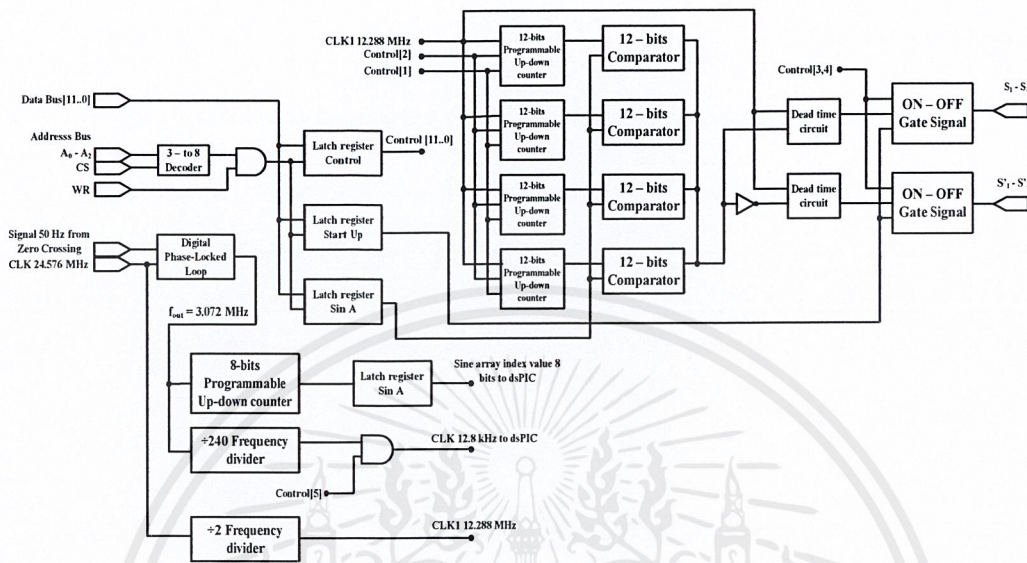 CLK1 12.288 MHz
Control[2]
Control[1]
12-bits
Programmable
Up-down
counter
12 – bits
Comparator
Control[3,4]
Data Bus[11..0]
Addresss Bus
A0 - A2
CS
WR
3 – to 8
Decoder
Latch register
Control
Control [11..0]
12-bits
Programmable
Up-down
counter
12 – bits
Comparator
Dead time
circuit
ON – OFF
Gate Signal
S1 - S
12-bits
Programmable
Up-down
counter
12 – bits
Comparator
Dead time
circuit
ON – OFF
Gate Signal
S'1 - S'
Signal 50 Hz from
Zero Crossing
CLK 24.576 MHz
Digital
Phase-Locked
Loop
Latch register
Start Up
12-bits
Programmable
Up-down
counter
12 – bits
Comparator
Latch register
Sin A
fout = 3.072 MHz
8-bits
Programmable
Up-down counter
Latch register
Sin A
Sine array index value 8
bits to dsPIC
÷240 Frequency
divider
CLK 12.8 kHz to dsPIC
Control[5]
÷2 Frequency
divider
CLK1 12.288 MHz